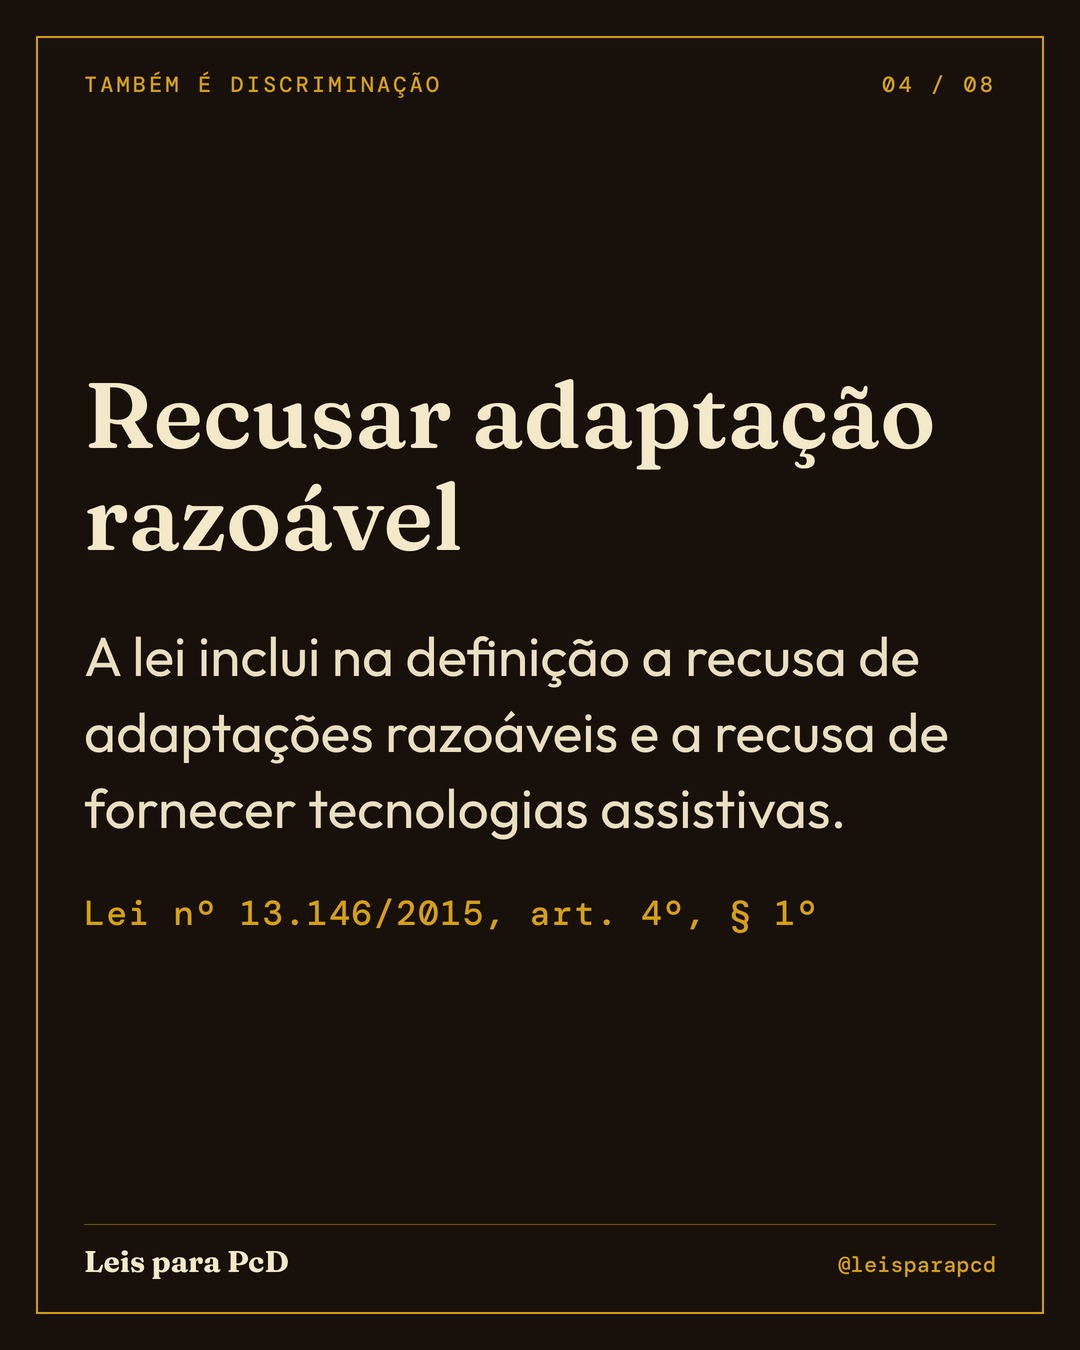 TAMBÉM É DISCRIMINAÇÃO
04 / 08
Recusar adaptação
razoável
A lei inclui na definição a recusa de
adaptações razoáveis e a recusa de
fornecer tecnologias assistivas.
Lei nº 13.146/2015, art. 4º, § 1º
Leis para PcD
@leisparapcd